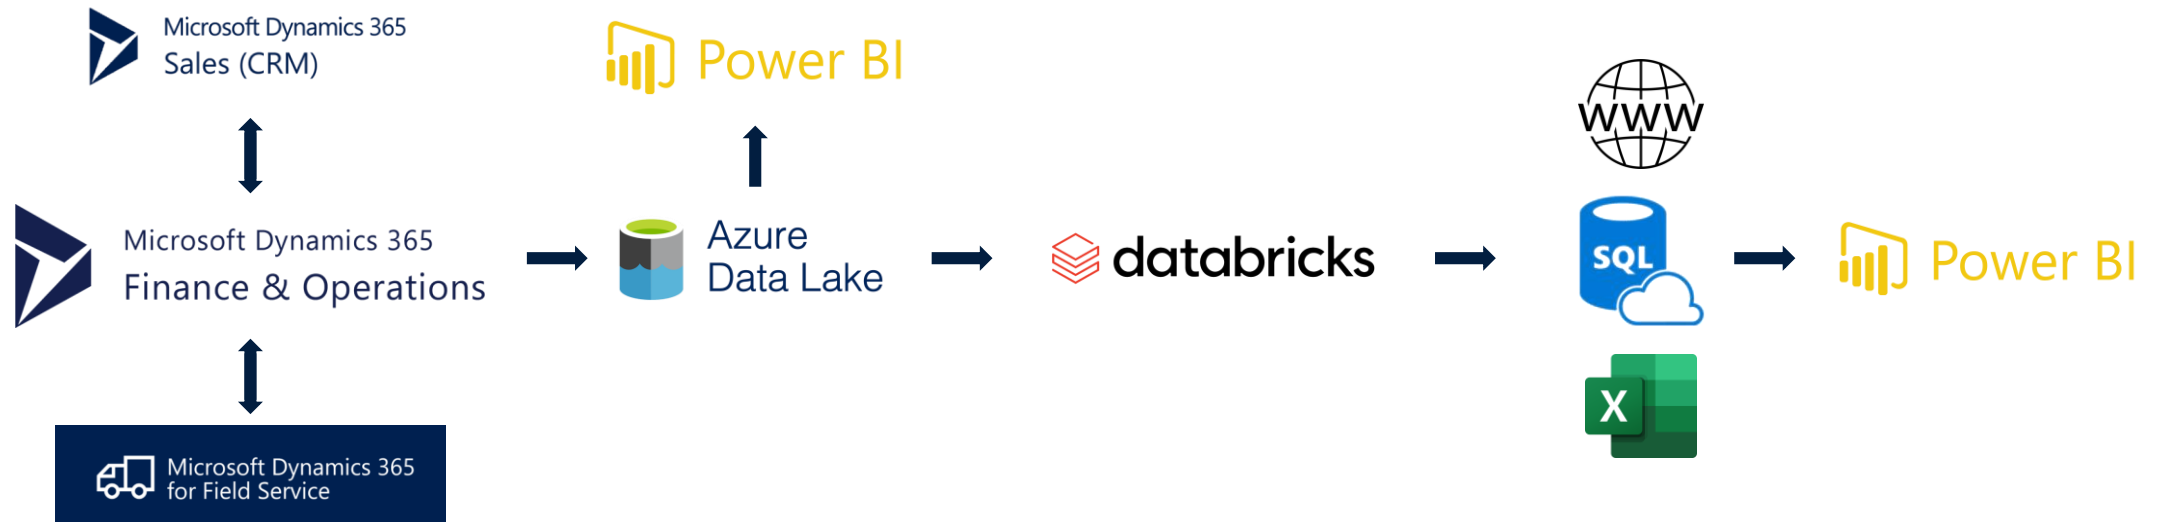 Microsoft Dynamics 365
Sales (CRM)
Power BI
WWW
Microsoft Dynamics 365
Finance & Operations
Azure
Data Lake
databricks
SQL
Power BI
X
Microsoft Dynamics 365
for Field Service